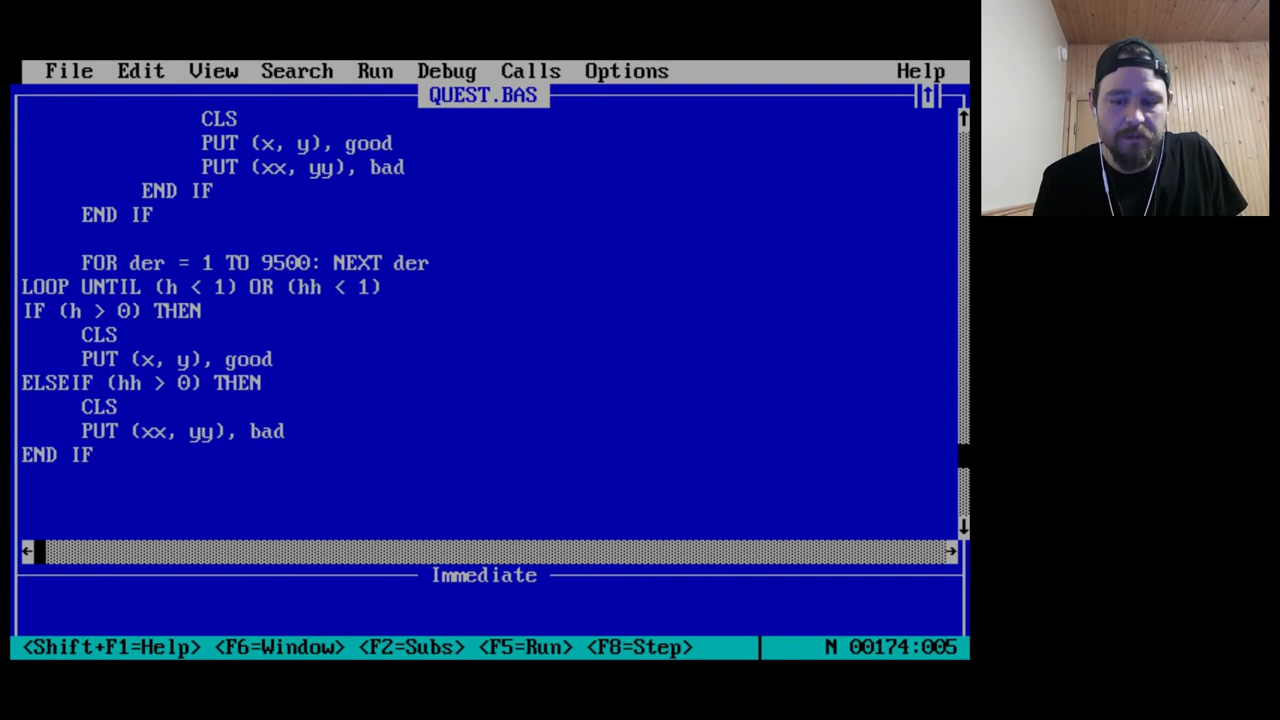 File Edit View Search Run Debug Calls Options Help
QUEST.BAS
CLS
PUT (x, y), good
PUT (xx, yy), bad
END IF
END IF
FOR der = 1 TO 9500: NEXT der
LOOP UNTIL (h < 1) OR (hh < 1)
IF (h > 0) THEN
CLS
PUT (x, y), good
ELSEIF (hh > 0) THEN
CLS
PUT (xx, yy), bad
END IF
Immediate
<Shift+F1=Help> <F6=Window> <F2=Subs> <F5=Run> <F8=Step> N 00174:005